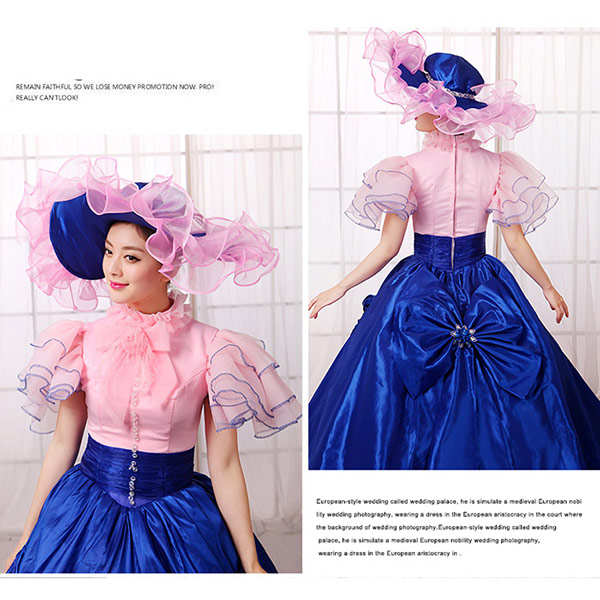 REMAIN FAITHFUL SO WE LOSE MONEY PROMOTION NOW. PRO!
REALLY CAN'TLOOK!
European-style wedding called wedding palace, he is simulate a medieval European nobi
lity wedding photography, wearing a dress in the European aristocracy in the court where
the background of wedding photography.European-style wedding called wedding
palace, he is simulate a medieval European nobility wedding photography,
wearing a dress in the European aristocracy in .